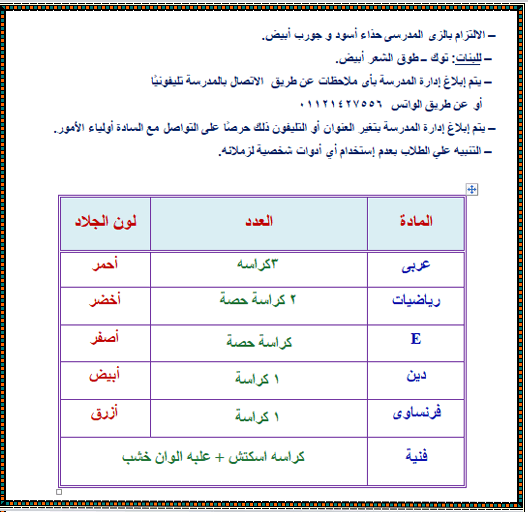 – الالتزام بالزى المدرسى حذاء أسود و جورب أبيض.
– للبنات: توك – طوق الشعر أبيض.
– يتم إبلاغ إدارة المدرسة بأى ملاحظات عن طريق الاتصال بالمدرسة تليفونيًا
أو عن طريق الواتس ٠١١٢١٤٢٧٥٥٦
– يتم إبلاغ إدارة المدرسة بتغير العنوان أو التليفون ذلك حرصًا على التواصل مع السادة أولياء الأمور.
– التنبيه علي الطلاب بعدم إستخدام أي أدوات شخصية لزملائه.
المادة العدد لون الجلاد
عربى ٣كراسه أحمر
رياضيات ٢ كراسة حصة أخضر
E كراسة حصة أصفر
دين ١ كراسة أبيض
فرنساوى ١ كراسة أزرق
فنية كراسه اسكتش + علبه الوان خشب